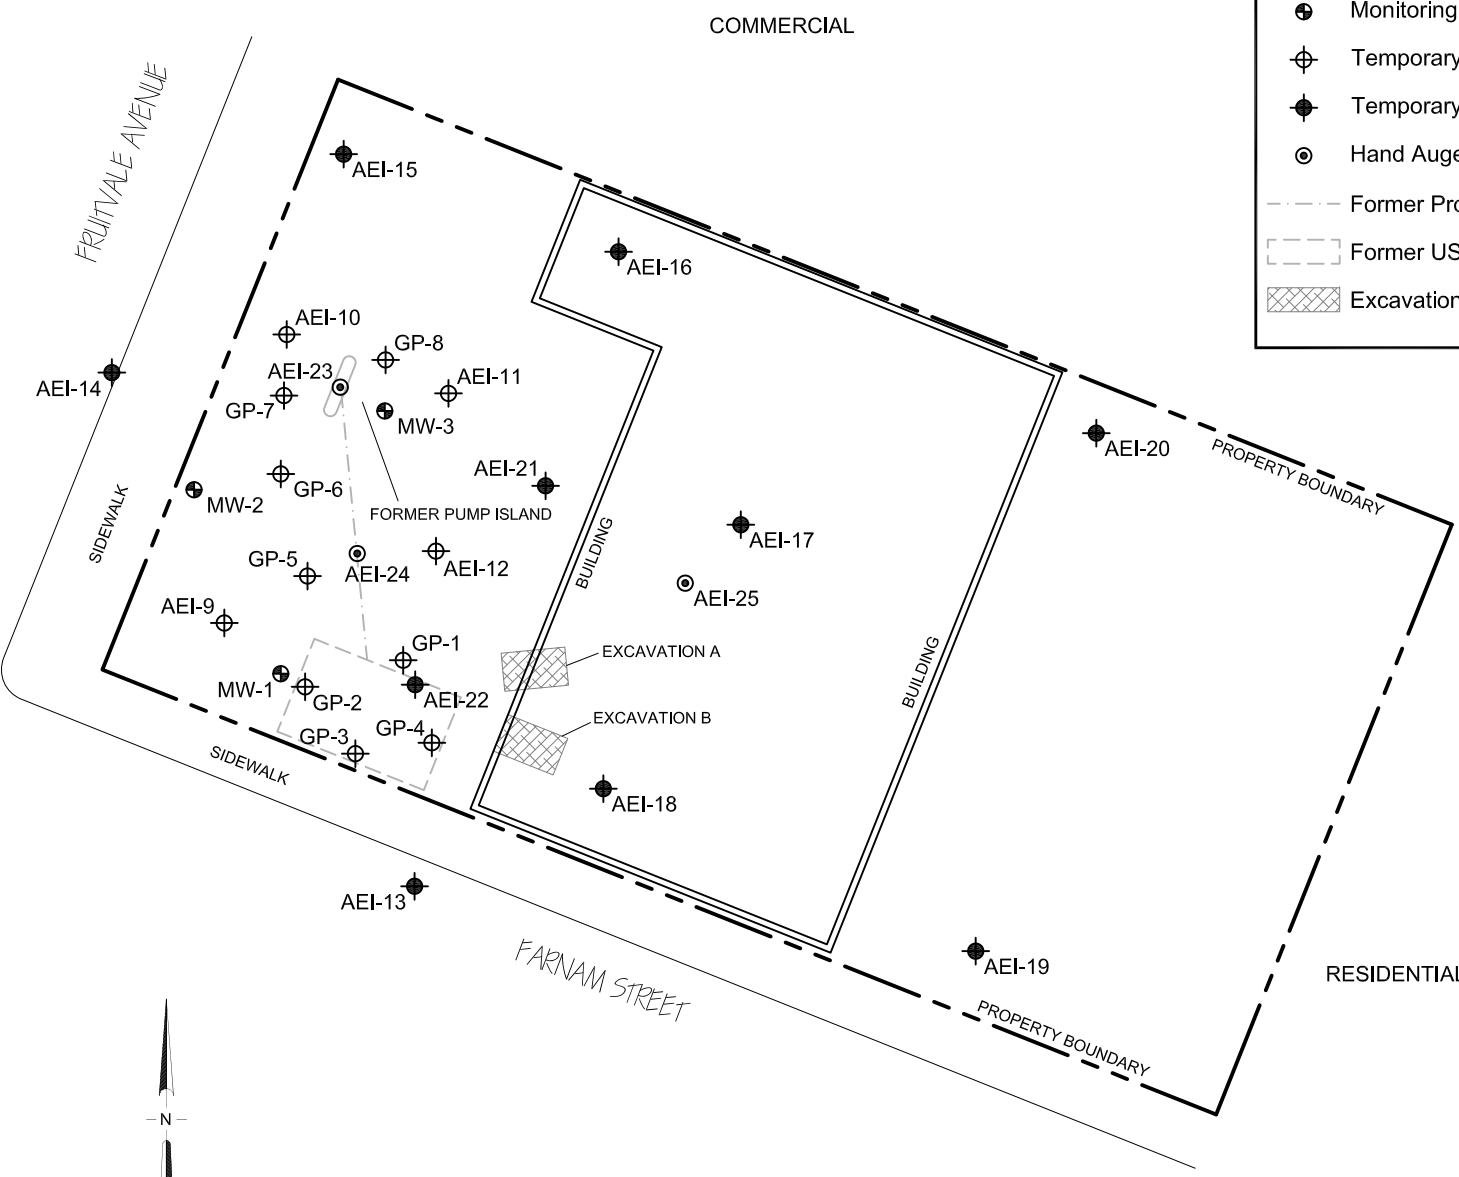 COMMERCIAL
Monitoring
Temporary
Temporary
Hand Auge
Former Pro
Former US
Excavation
FRUITVALE AVENUE
AEI-15
AEI-16
AEI-10
GP-8
AEI-23
AEI-11
AEI-14
GP-7
MW-3
AEI-20
PROPERTY BOUNDARY
AEI-21
GP-6
MW-2
FORMER PUMP ISLAND
SIDEWALK
AEI-17
BUILDING
GP-5
AEI-24
AEI-12
AEI-25
AEI-9
GP-1
EXCAVATION A
BUILDING
MW-1
GP-2
AEI-22
EXCAVATION B
GP-3
GP-4
SIDEWALK
AEI-18
AEI-13
FARNAM STREET
AEI-19
RESIDENTIAL
PROPERTY BOUNDARY
N